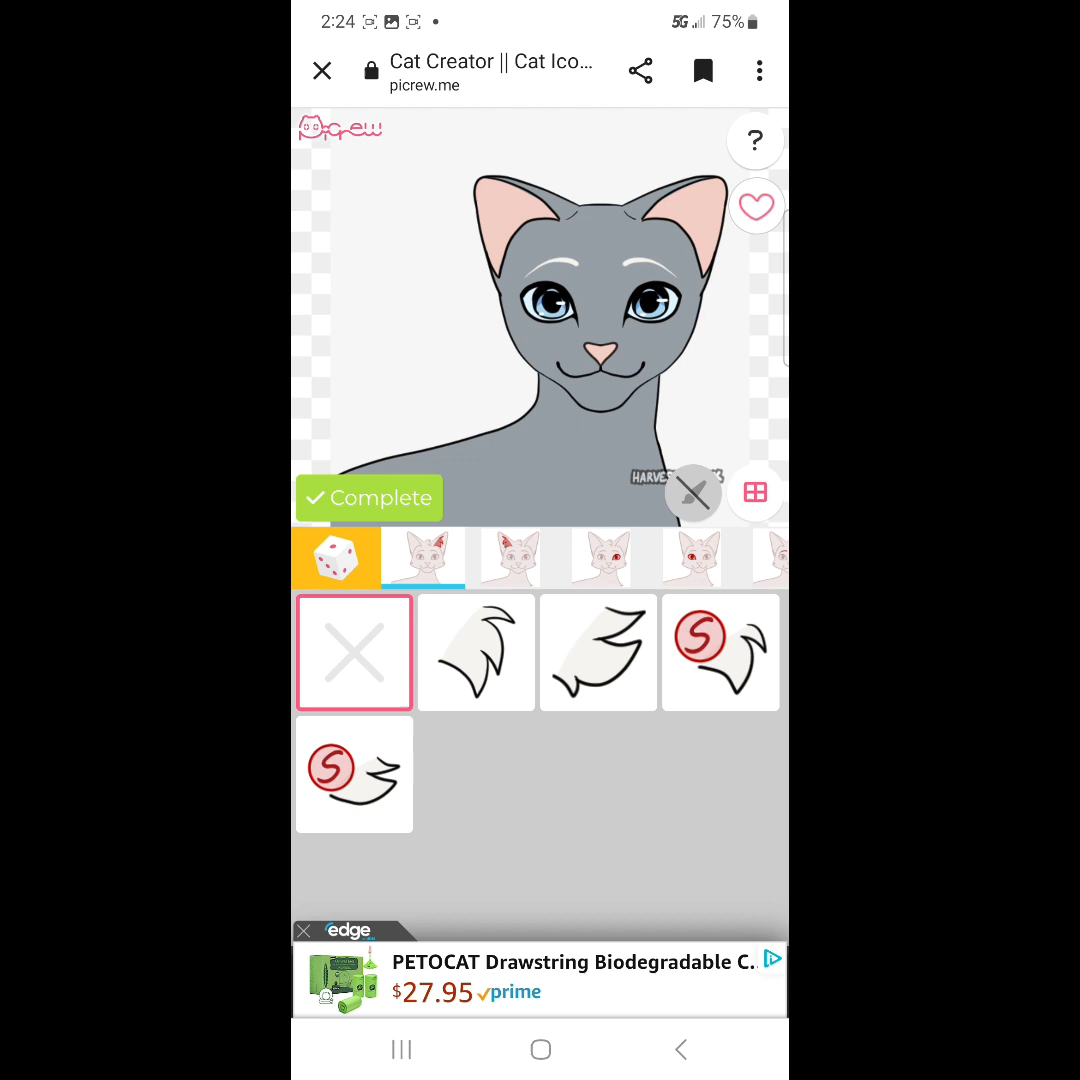 2:24
5G 75%
Cat Creator || Cat Ico...
picrew.me
Picrew
?
Complete
S
S
edge
PETOCAT Drawstring Biodegradable C..
$27.95 prime